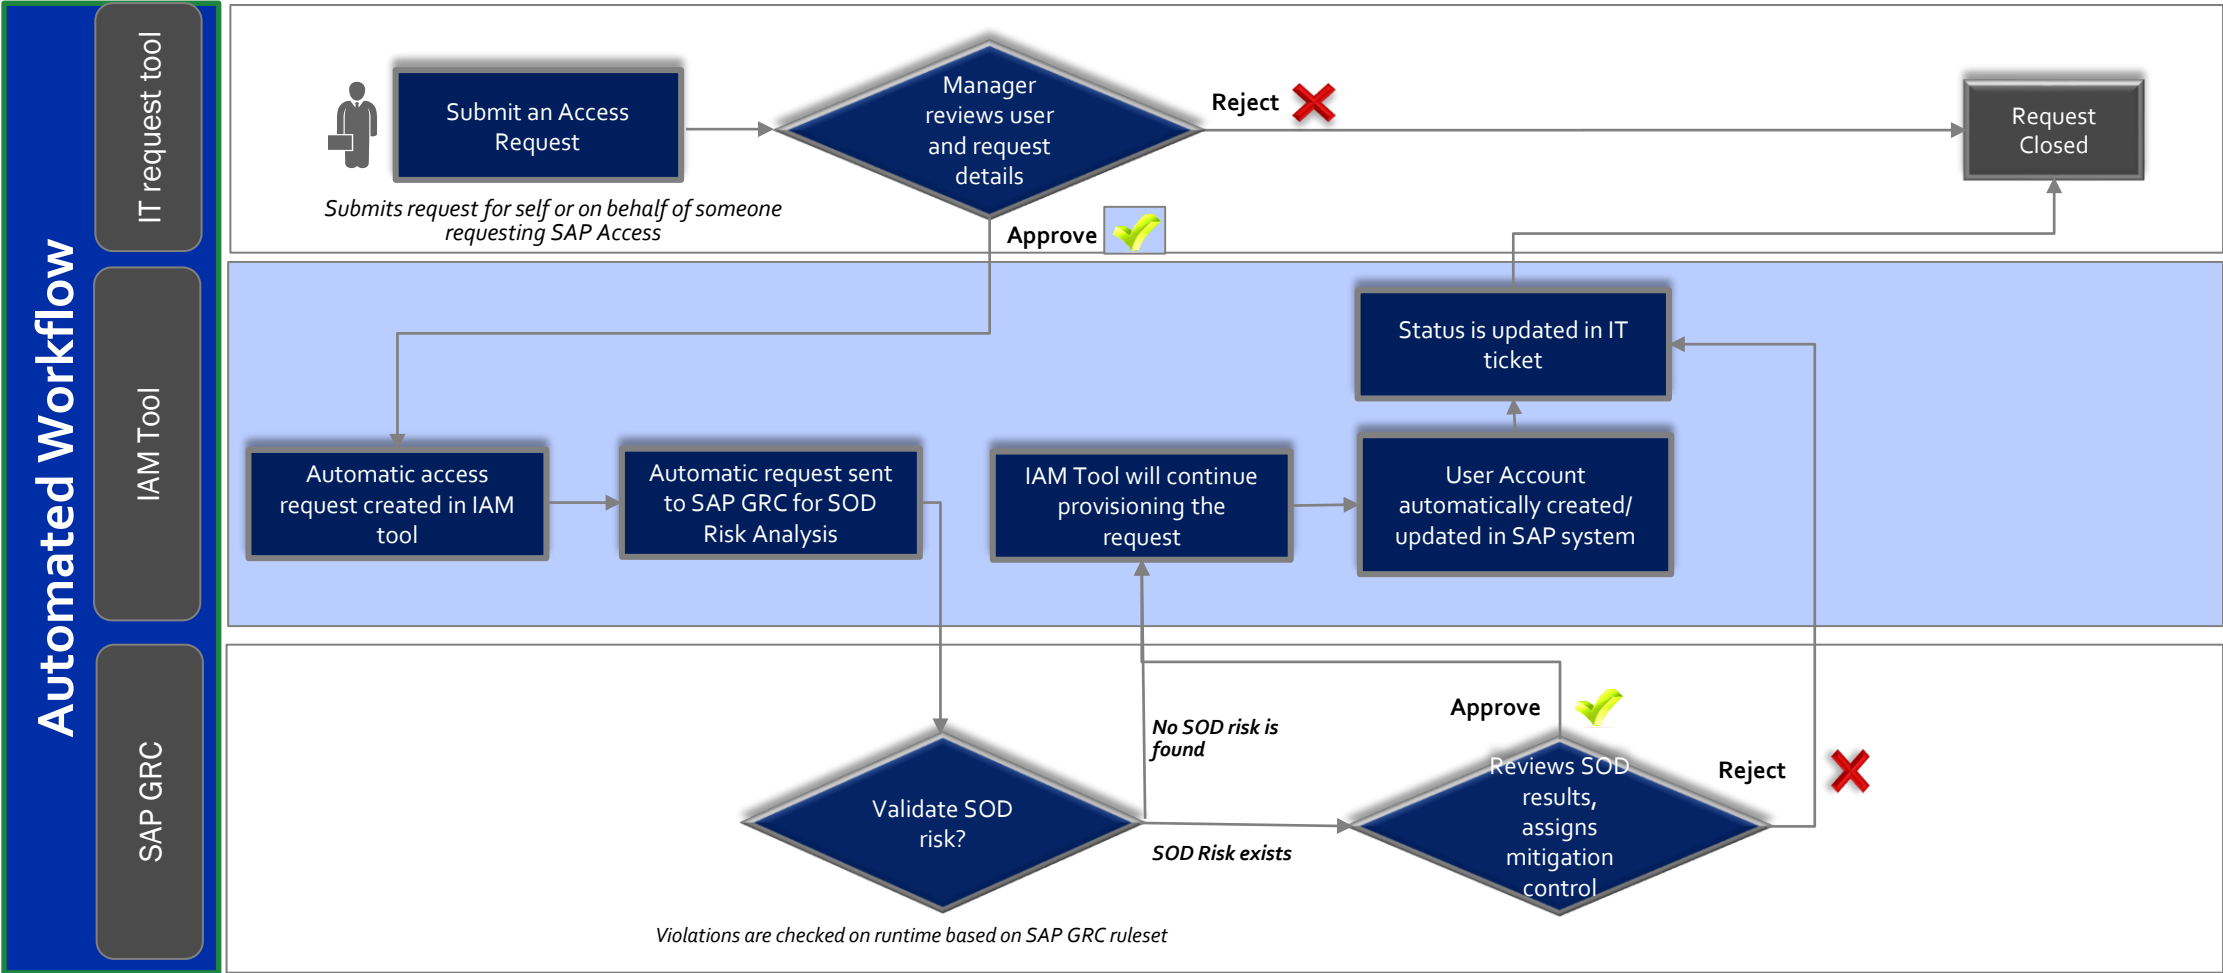 Automated Workflow
IT request tool
Submit an Access
Request
Submits request for self or on behalf of someone
requesting SAP Access
Manager
reviews user
and request
details
Reject
Approve
Request
Closed
IAM Tool
Automatic access
request created in IAM
tool
Automatic request sent
to SAP GRC for SOD
Risk Analysis
IAM Tool will continue
provisioning the
request
User Account
automatically created/
updated in SAP system
Status is updated in IT
ticket
SAP GRC
Validate SOD
risk?
Violations are checked on runtime based on SAP GRC ruleset
No SOD risk is
found
SOD Risk exists
Approve
Reviews SOD
results,
assigns
mitigation
control
Reject